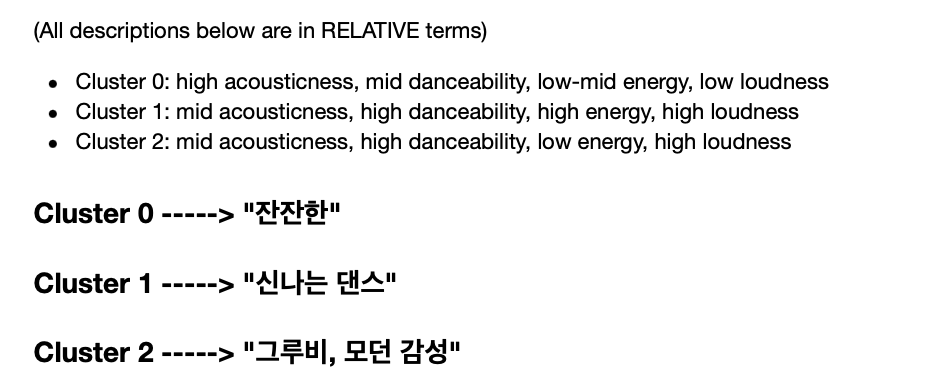 (All descriptions below are in RELATIVE terms)
• Cluster 0: high acousticness, mid danceability, low-mid energy, low loudness
• Cluster 1: mid acousticness, high danceability, high energy, high loudness
• Cluster 2: mid acousticness, high danceability, low energy, high loudness
Cluster 0 -----> "잔잔한"
Cluster 1 -----> "신나는 댄스"
Cluster 2 -----> "그루비, 모던 감성"